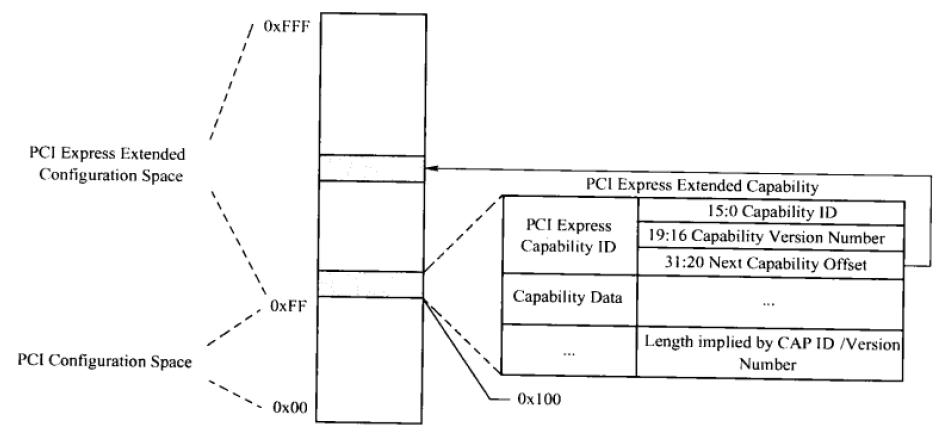 0xFFF
PCI Express Extended
Configuration Space
PCI Express Extended Capability
PCI Express
Capability ID
15:0 Capability ID
19:16 Capability Version Number
31:20 Next Capability Offset
0xFF
Capability Data
...
PCI Configuration Space
...
Length implied by CAP ID /Version
Number
0x00
0x100